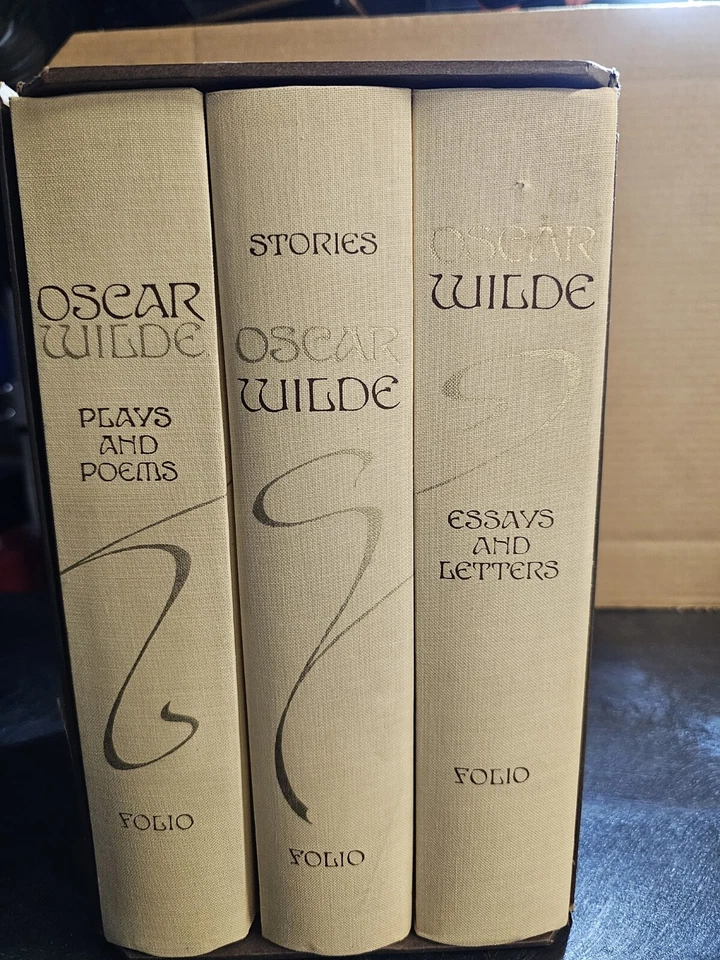 OSCAR
WILDE
PLAYS
AND
POEMS
FOLIO
STORIES
OSCAR
WILDE
FOLIO
OSCAR
WILDE
ESSAYS
AND
LETTERS
FOLIO